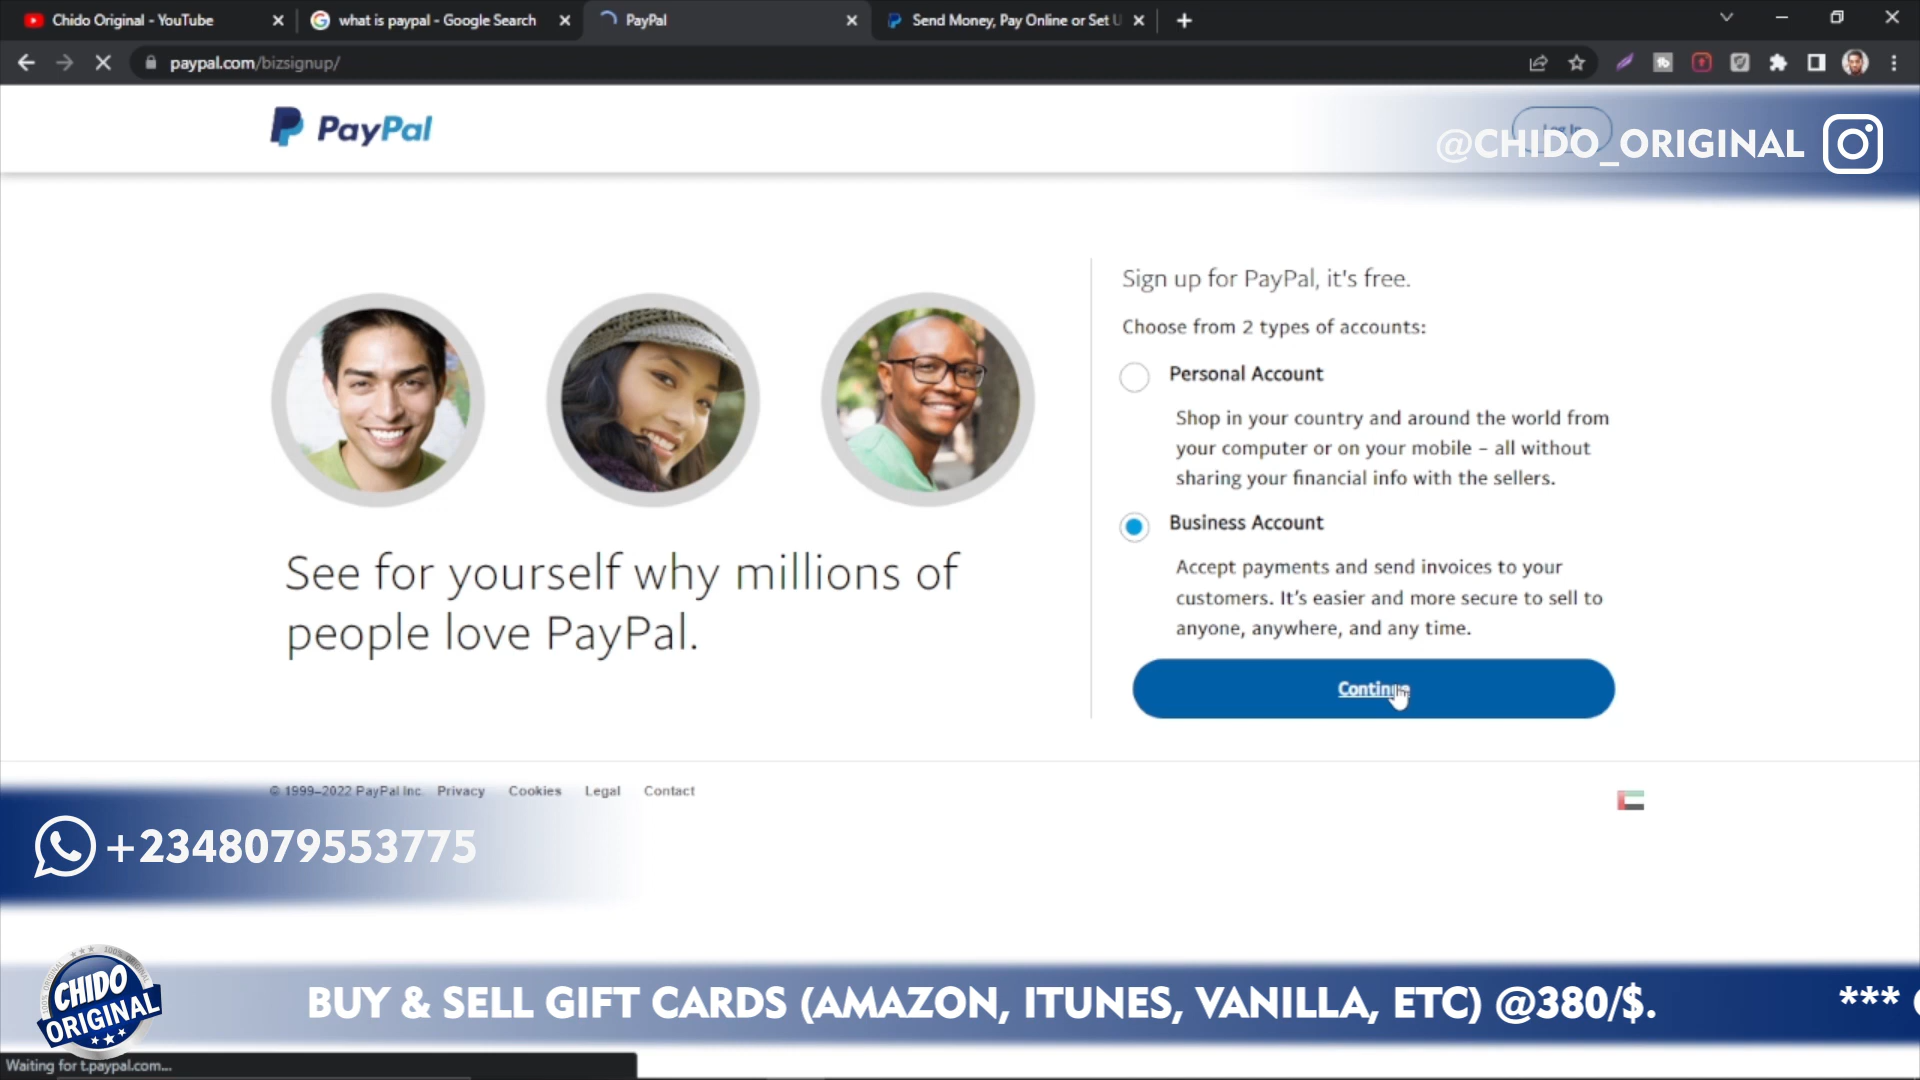 Chido Original - YouTube
what is paypal - Google Search
PayPal
Send Money, Pay Online or Set U
paypal.com/bizsignup/
PayPal
Log In
@CHIDO_ORIGINAL
Sign up for PayPal, it's free.
Choose from 2 types of accounts:
Personal Account
Shop in your country and around the world from
your computer or on your mobile – all without
sharing your financial info with the sellers.
Business Account
Accept payments and send invoices to your
customers. It's easier and more secure to sell to
anyone, anywhere, and any time.
Continue
See for yourself why millions of
people love PayPal.
© 1999–2022 PayPal Inc. Privacy Cookies Legal Contact
+2348079553775
CHIDO
ORIGINAL
BUY & SELL GIFT CARDS (AMAZON, ITUNES, VANILLA, ETC) @380/$. ***
Waiting for t.paypal.com...